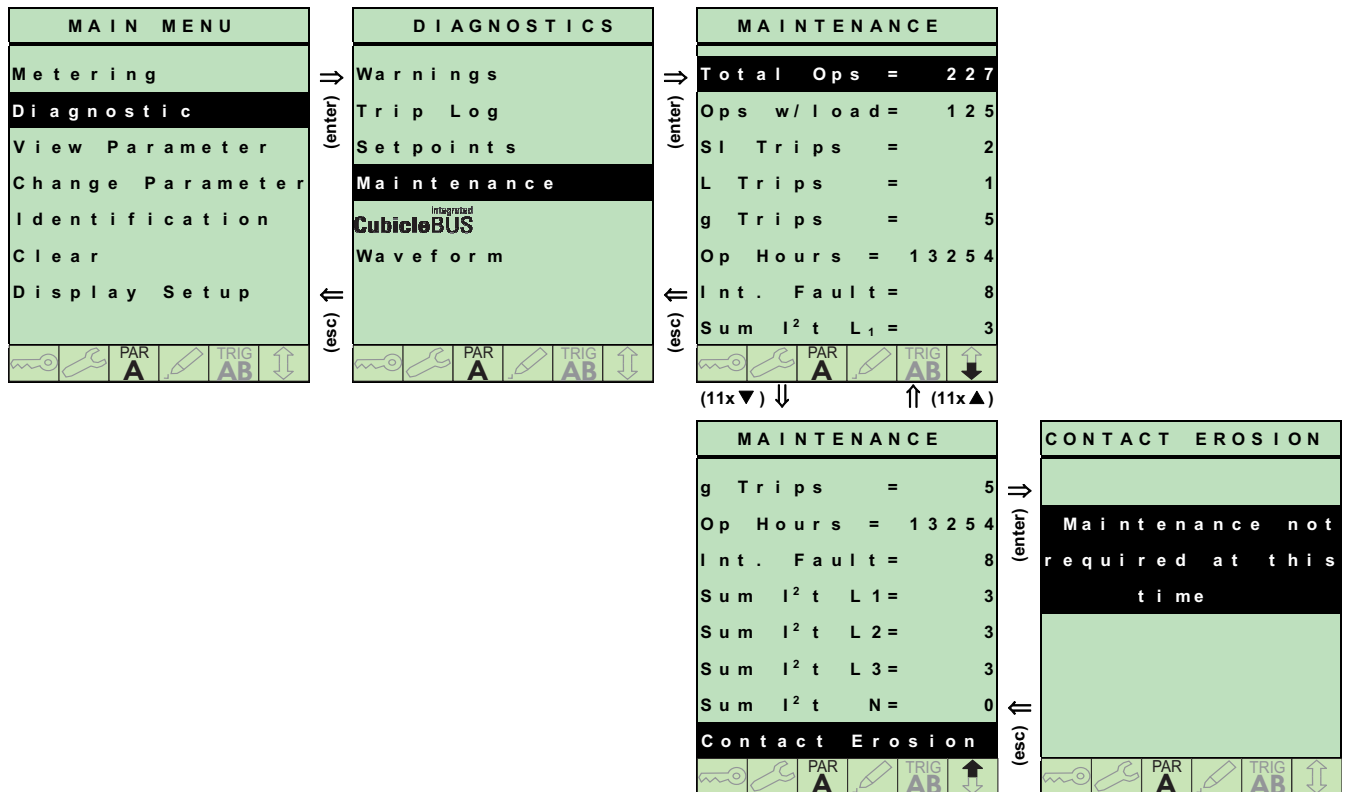 MAIN MENU
Metering
Diagnostic
View Parameter
Change Parameter
Identification
Clear
Display Setup
PAR
A
TRIG
AB
⇒
(enter)
⇐
(esc)
DIAGNOSTICS
Warnings
Trip Log
Setpoints
Maintenance
Integrated
CubicleBUS
Waveform
PAR
A
TRIG
AB
⇒
(enter)
⇐
(esc)
MAINTENANCE
Total Ops = 227
Ops w/load= 125
SI Trips = 2
L Trips = 1
g Trips = 5
Op Hours = 13254
Int. Fault= 8
Sum I²t L₁ = 3
PAR
A
TRIG
AB
(11x▼) ⇓ ⇑ (11x▲)
MAINTENANCE
g Trips = 5
Op Hours = 13254
Int. Fault= 8
Sum I²t L1= 3
Sum I²t L2= 3
Sum I²t L3= 3
Sum I²t N= 0
Contact Erosion
PAR
A
TRIG
AB
⇒
(enter)
⇐
(esc)
CONTACT EROSION
Maintenance not
required at this
time
PAR
A
TRIG
AB